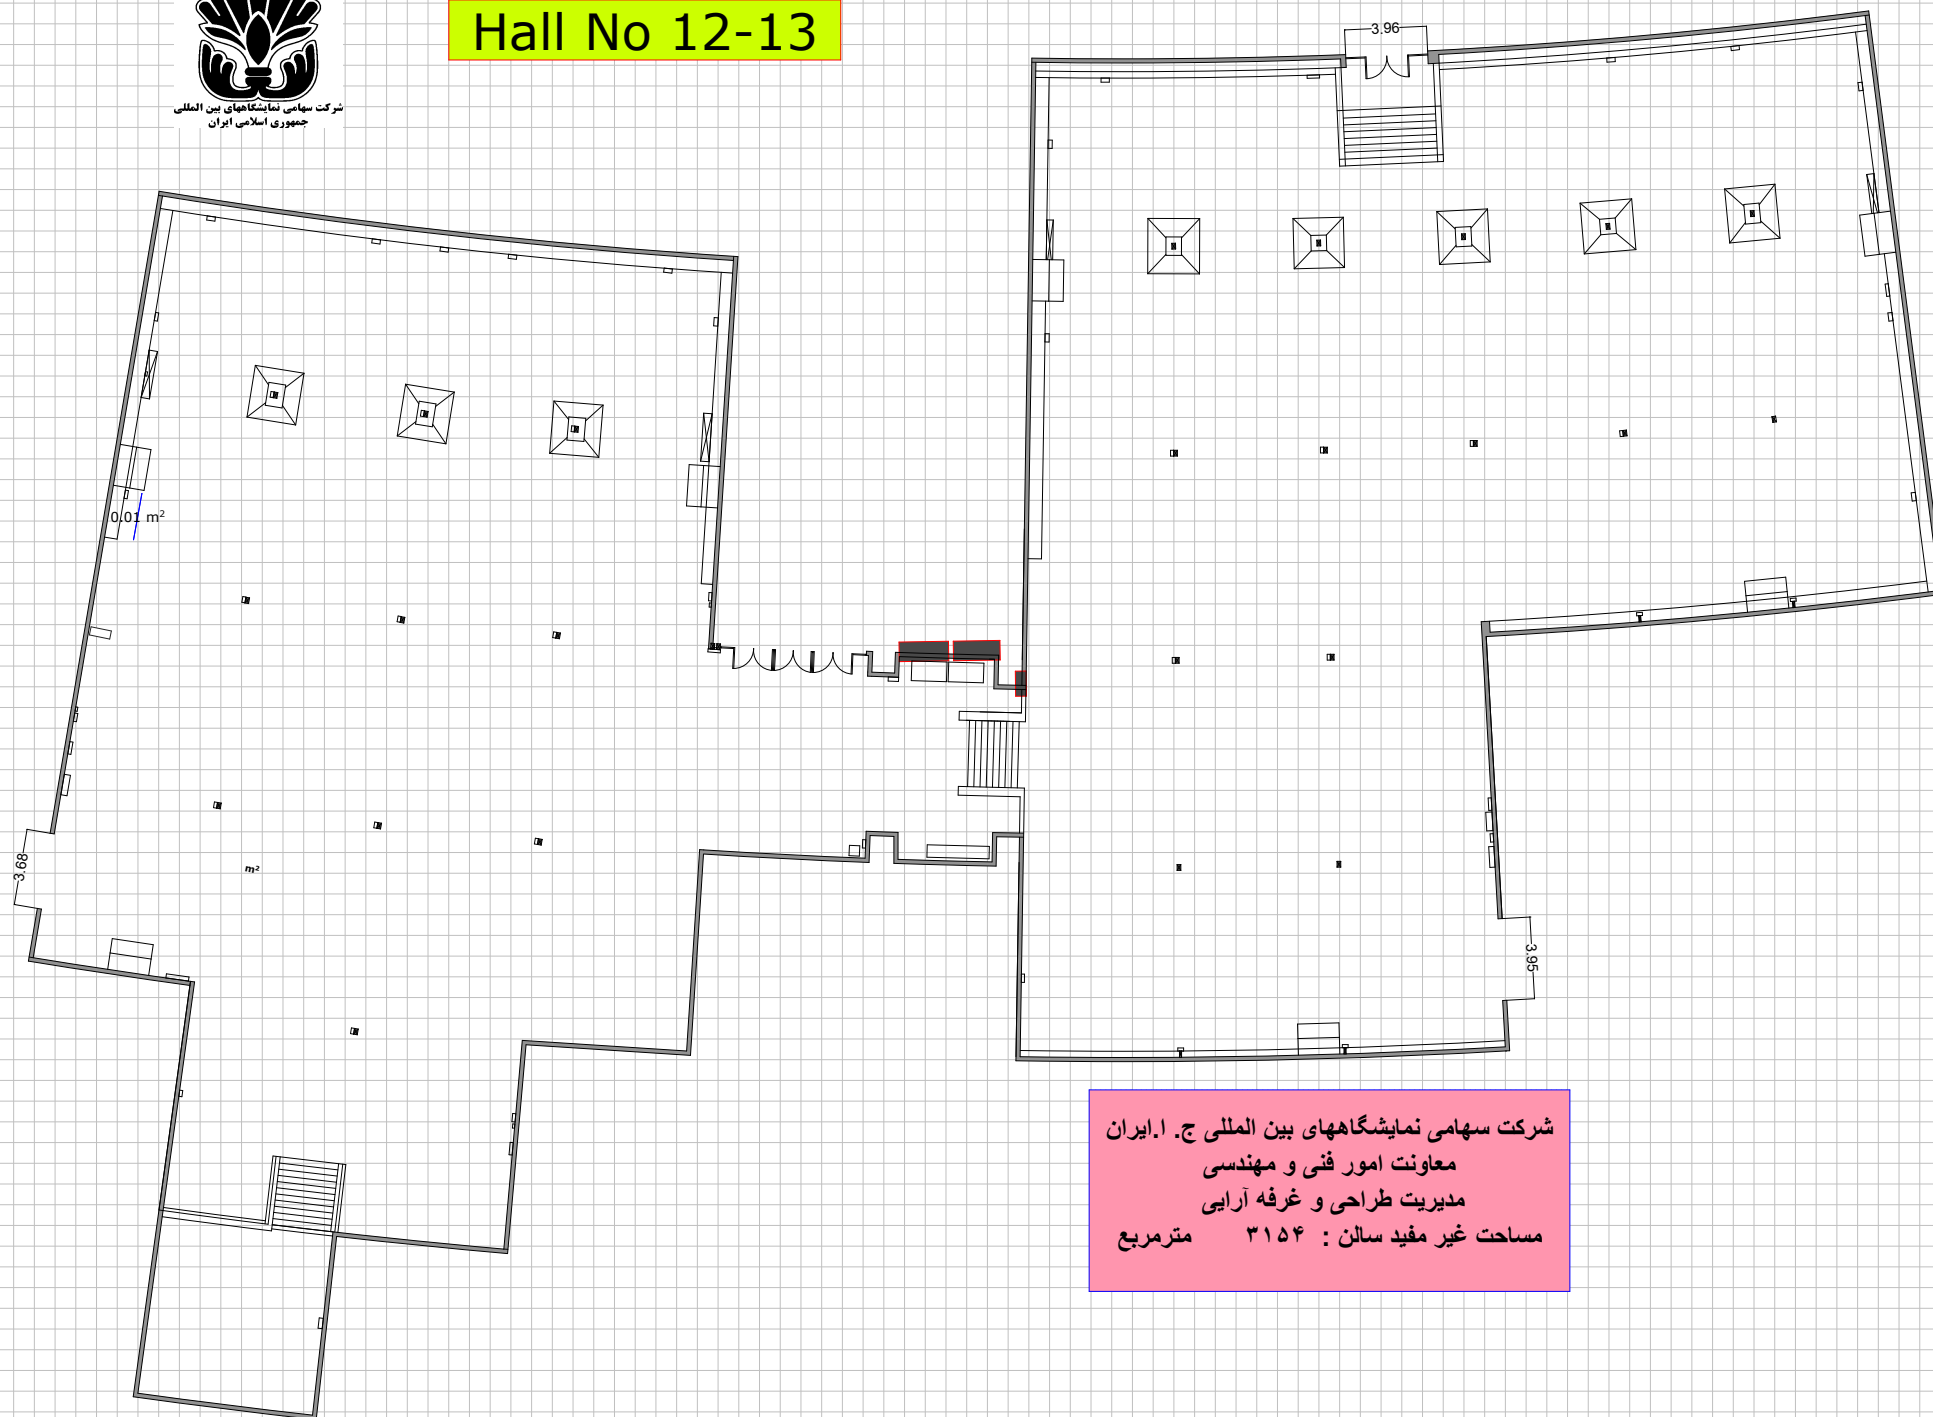 Hall No 12-13
شرکت سهامی نمایشگاههای بین المللی
جمهوری اسلامی ایران
3.96
0.01 m²
3.68
m²
3.95
شرکت سهامی نمایشگاههای بین المللی ج. ا.ایران
معاونت امور فنی و مهندسی
مدیریت طراحی و غرفه آرایی
مساحت غیر مفید سالن : ۳۱۵۴ مترمربع